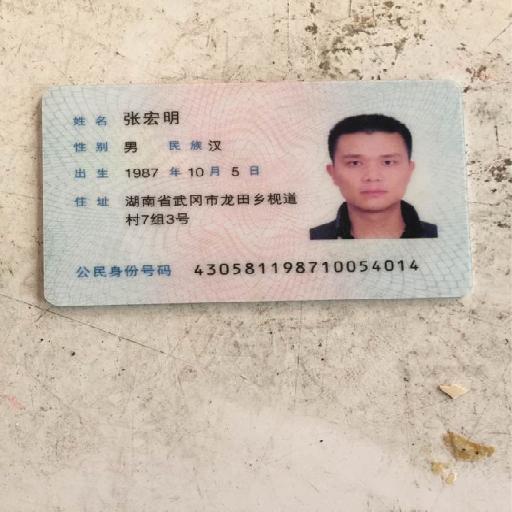 姓名 张宏明
性别 男 民族 汉
出生 1987 年 10 月 5 日
住址 湖南省武冈市龙田乡枧道
村7组3号
公民身份号码 430581198710054014